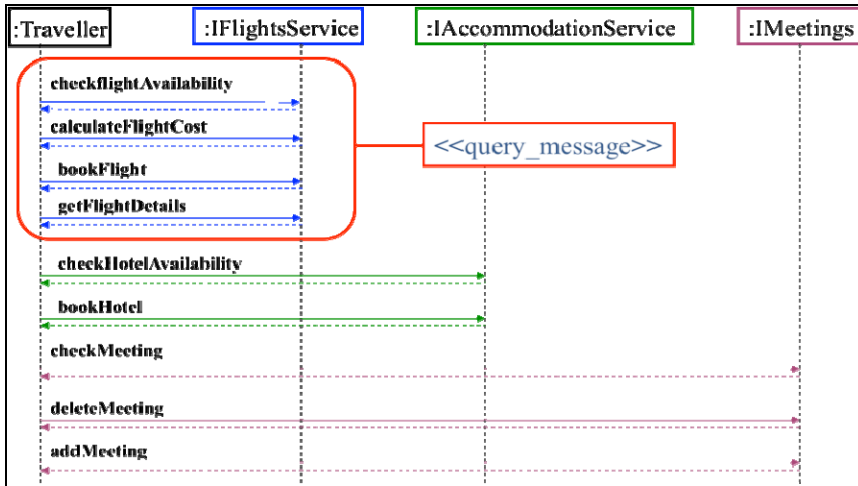 :Traveller :IFlightsService :IAccommodationService :IMeetings
checkflightAvailability
calculateFlightCost
<<query_message>>
bookFlight
getFlightDetails
checkHotelAvailability
bookHotel
checkMeeting
deleteMeeting
addMeeting